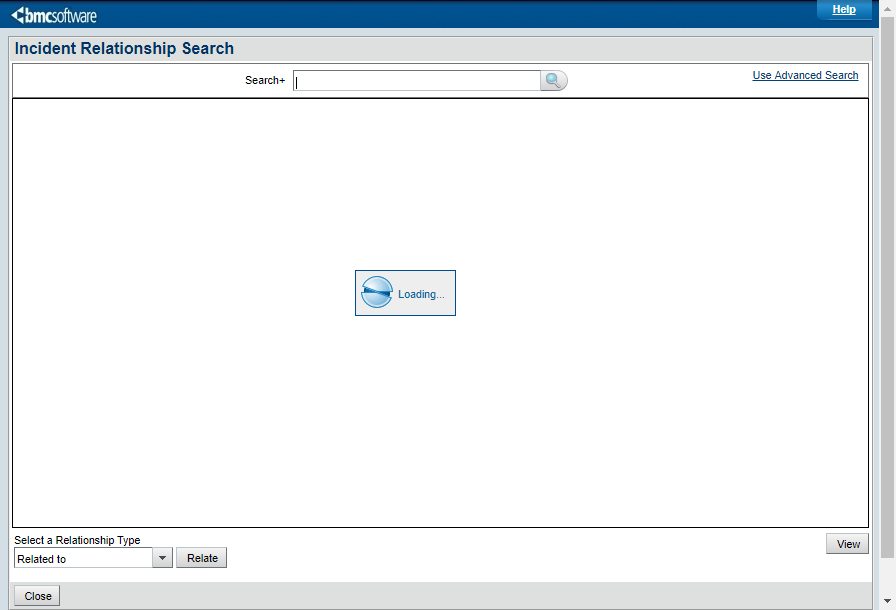 bmcsoftware
Help
Incident Relationship Search
Search+
Use Advanced Search
Loading...
Select a Relationship Type
Related to
Relate
View
Close